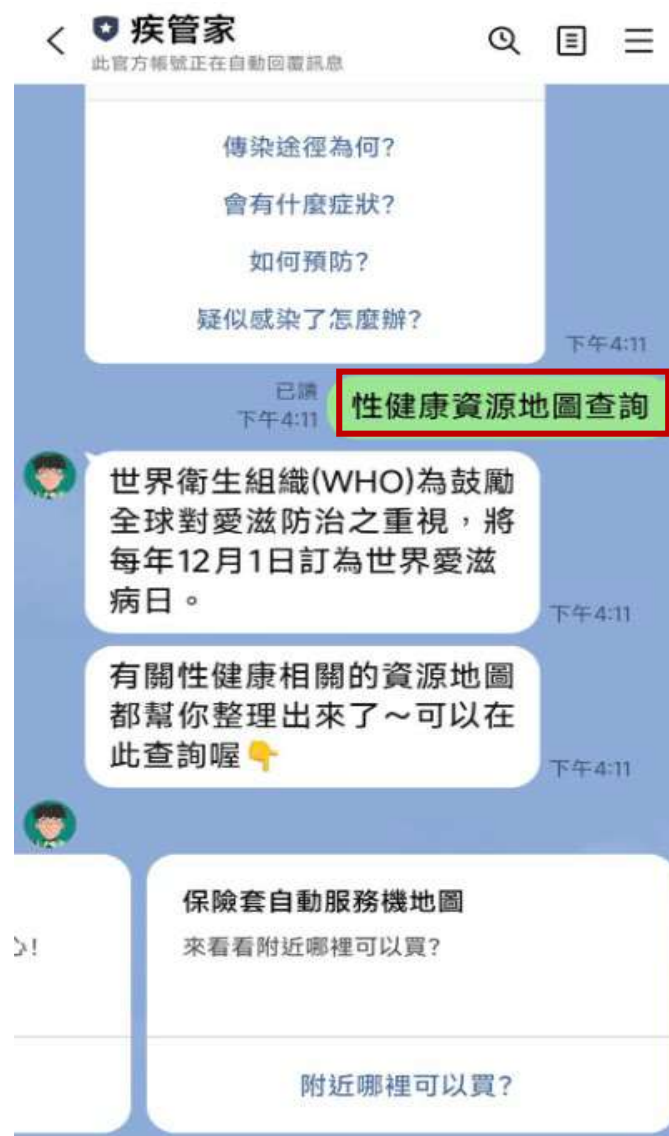 疾管家
此官方帳號正在自動回覆訊息
傳染途徑為何?
會有什麼症狀?
如何預防?
疑似感染了怎麼辦?
下午4:11
已讀
下午4:11
性健康資源地圖查詢
世界衛生組織(WHO)為鼓勵
全球對愛滋防治之重視，將
每年12月1日訂為世界愛滋
病日。
下午4:11
有關性健康相關的資源地圖
都幫你整理出來了～可以在
此查詢喔👇
下午4:11
心!
保險套自動服務機地圖
來看看附近哪裡可以買?
附近哪裡可以買?